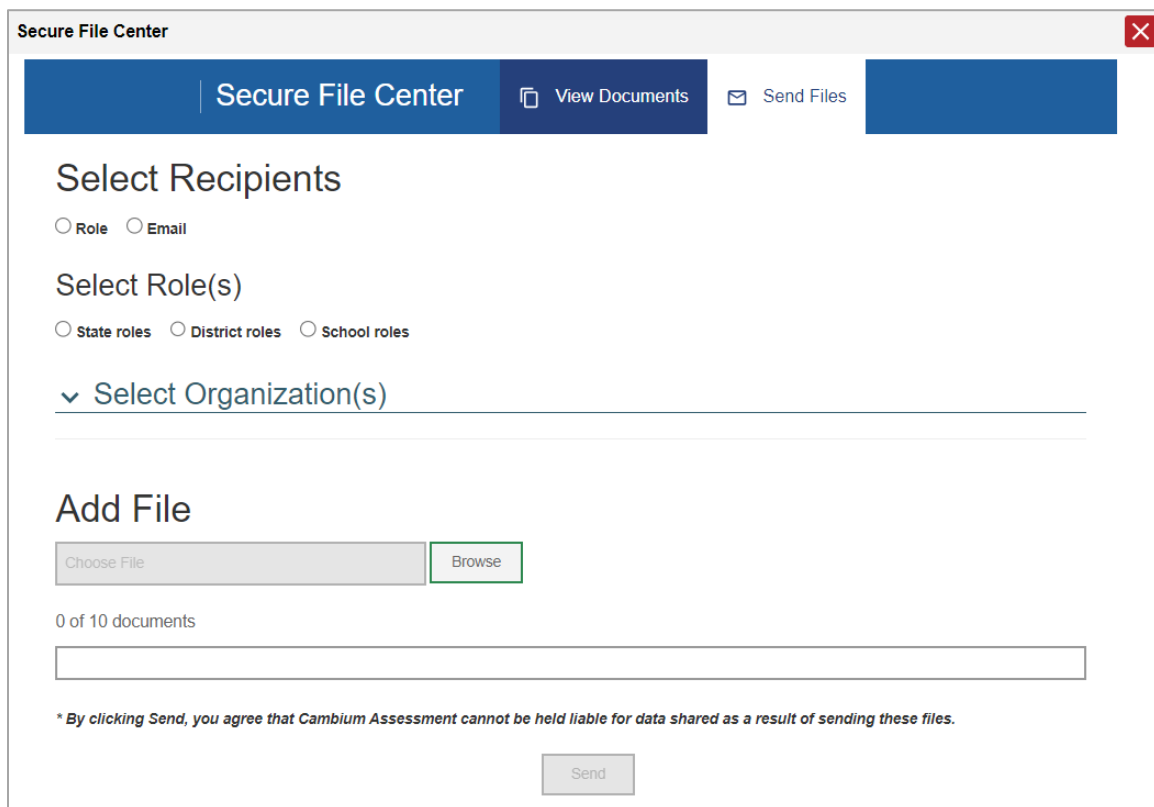 Secure File Center
Secure File Center View Documents Send Files
Select Recipients
Role Email
Select Role(s)
State roles District roles School roles
Select Organization(s)
Add File
Choose File Browse
0 of 10 documents
* By clicking Send, you agree that Cambium Assessment cannot be held liable for data shared as a result of sending these files.
Send